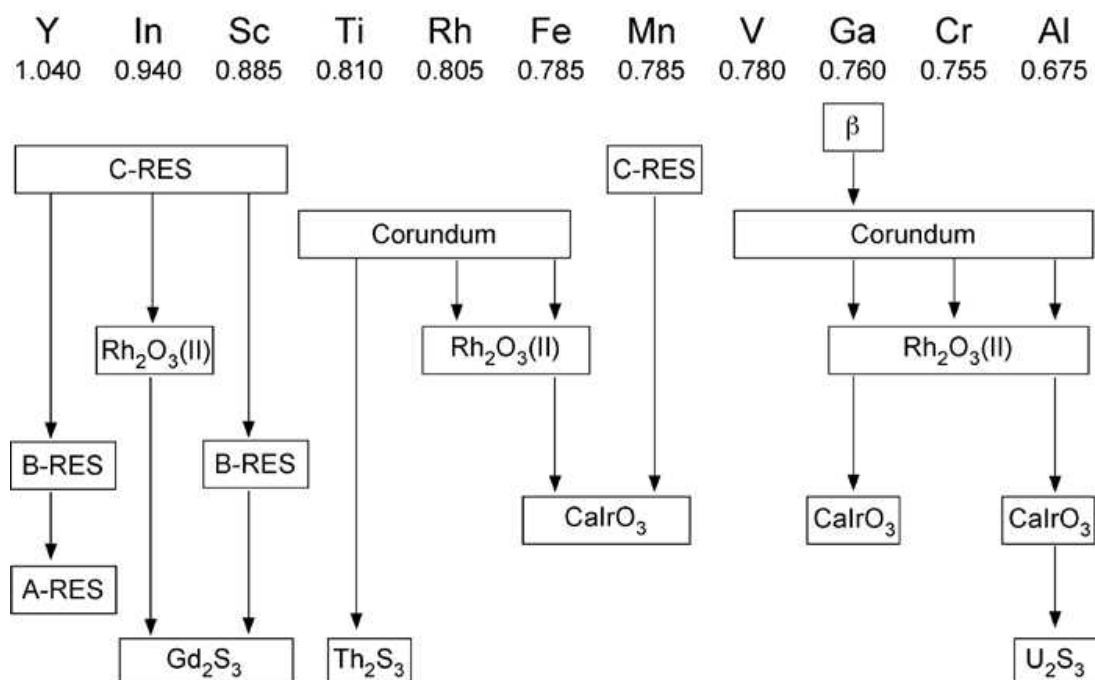 Y In Sc Ti Rh Fe Mn V Ga Cr Al
1.040 0.940 0.885 0.810 0.805 0.785 0.785 0.780 0.760 0.755 0.675
β
C-RES C-RES
Corundum Corundum
Rh₂O₃(II) Rh₂O₃(II) Rh₂O₃(II)
B-RES B-RES
CaIrO₃ CaIrO₃ CaIrO₃
A-RES
Gd₂S₃ Th₂S₃ U₂S₃